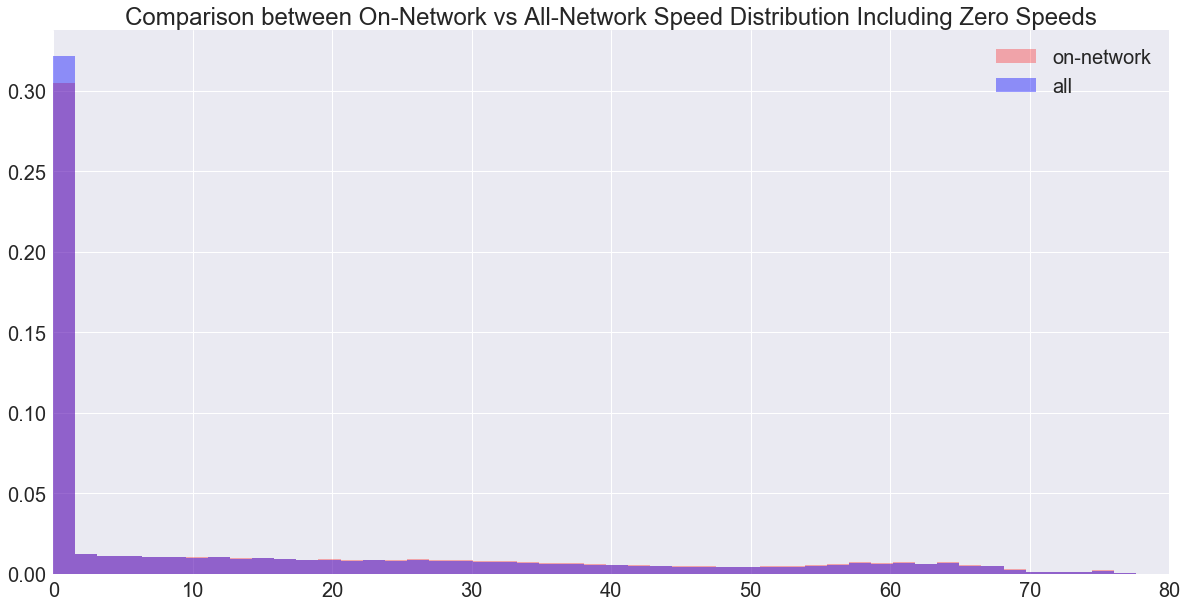 Comparison between On-Network vs All-Network Speed Distribution Including Zero Speeds
on-network
all
0.30
0.25
0.20
0.15
0.10
0.05
0.00
0 10 20 30 40 50 60 70 80